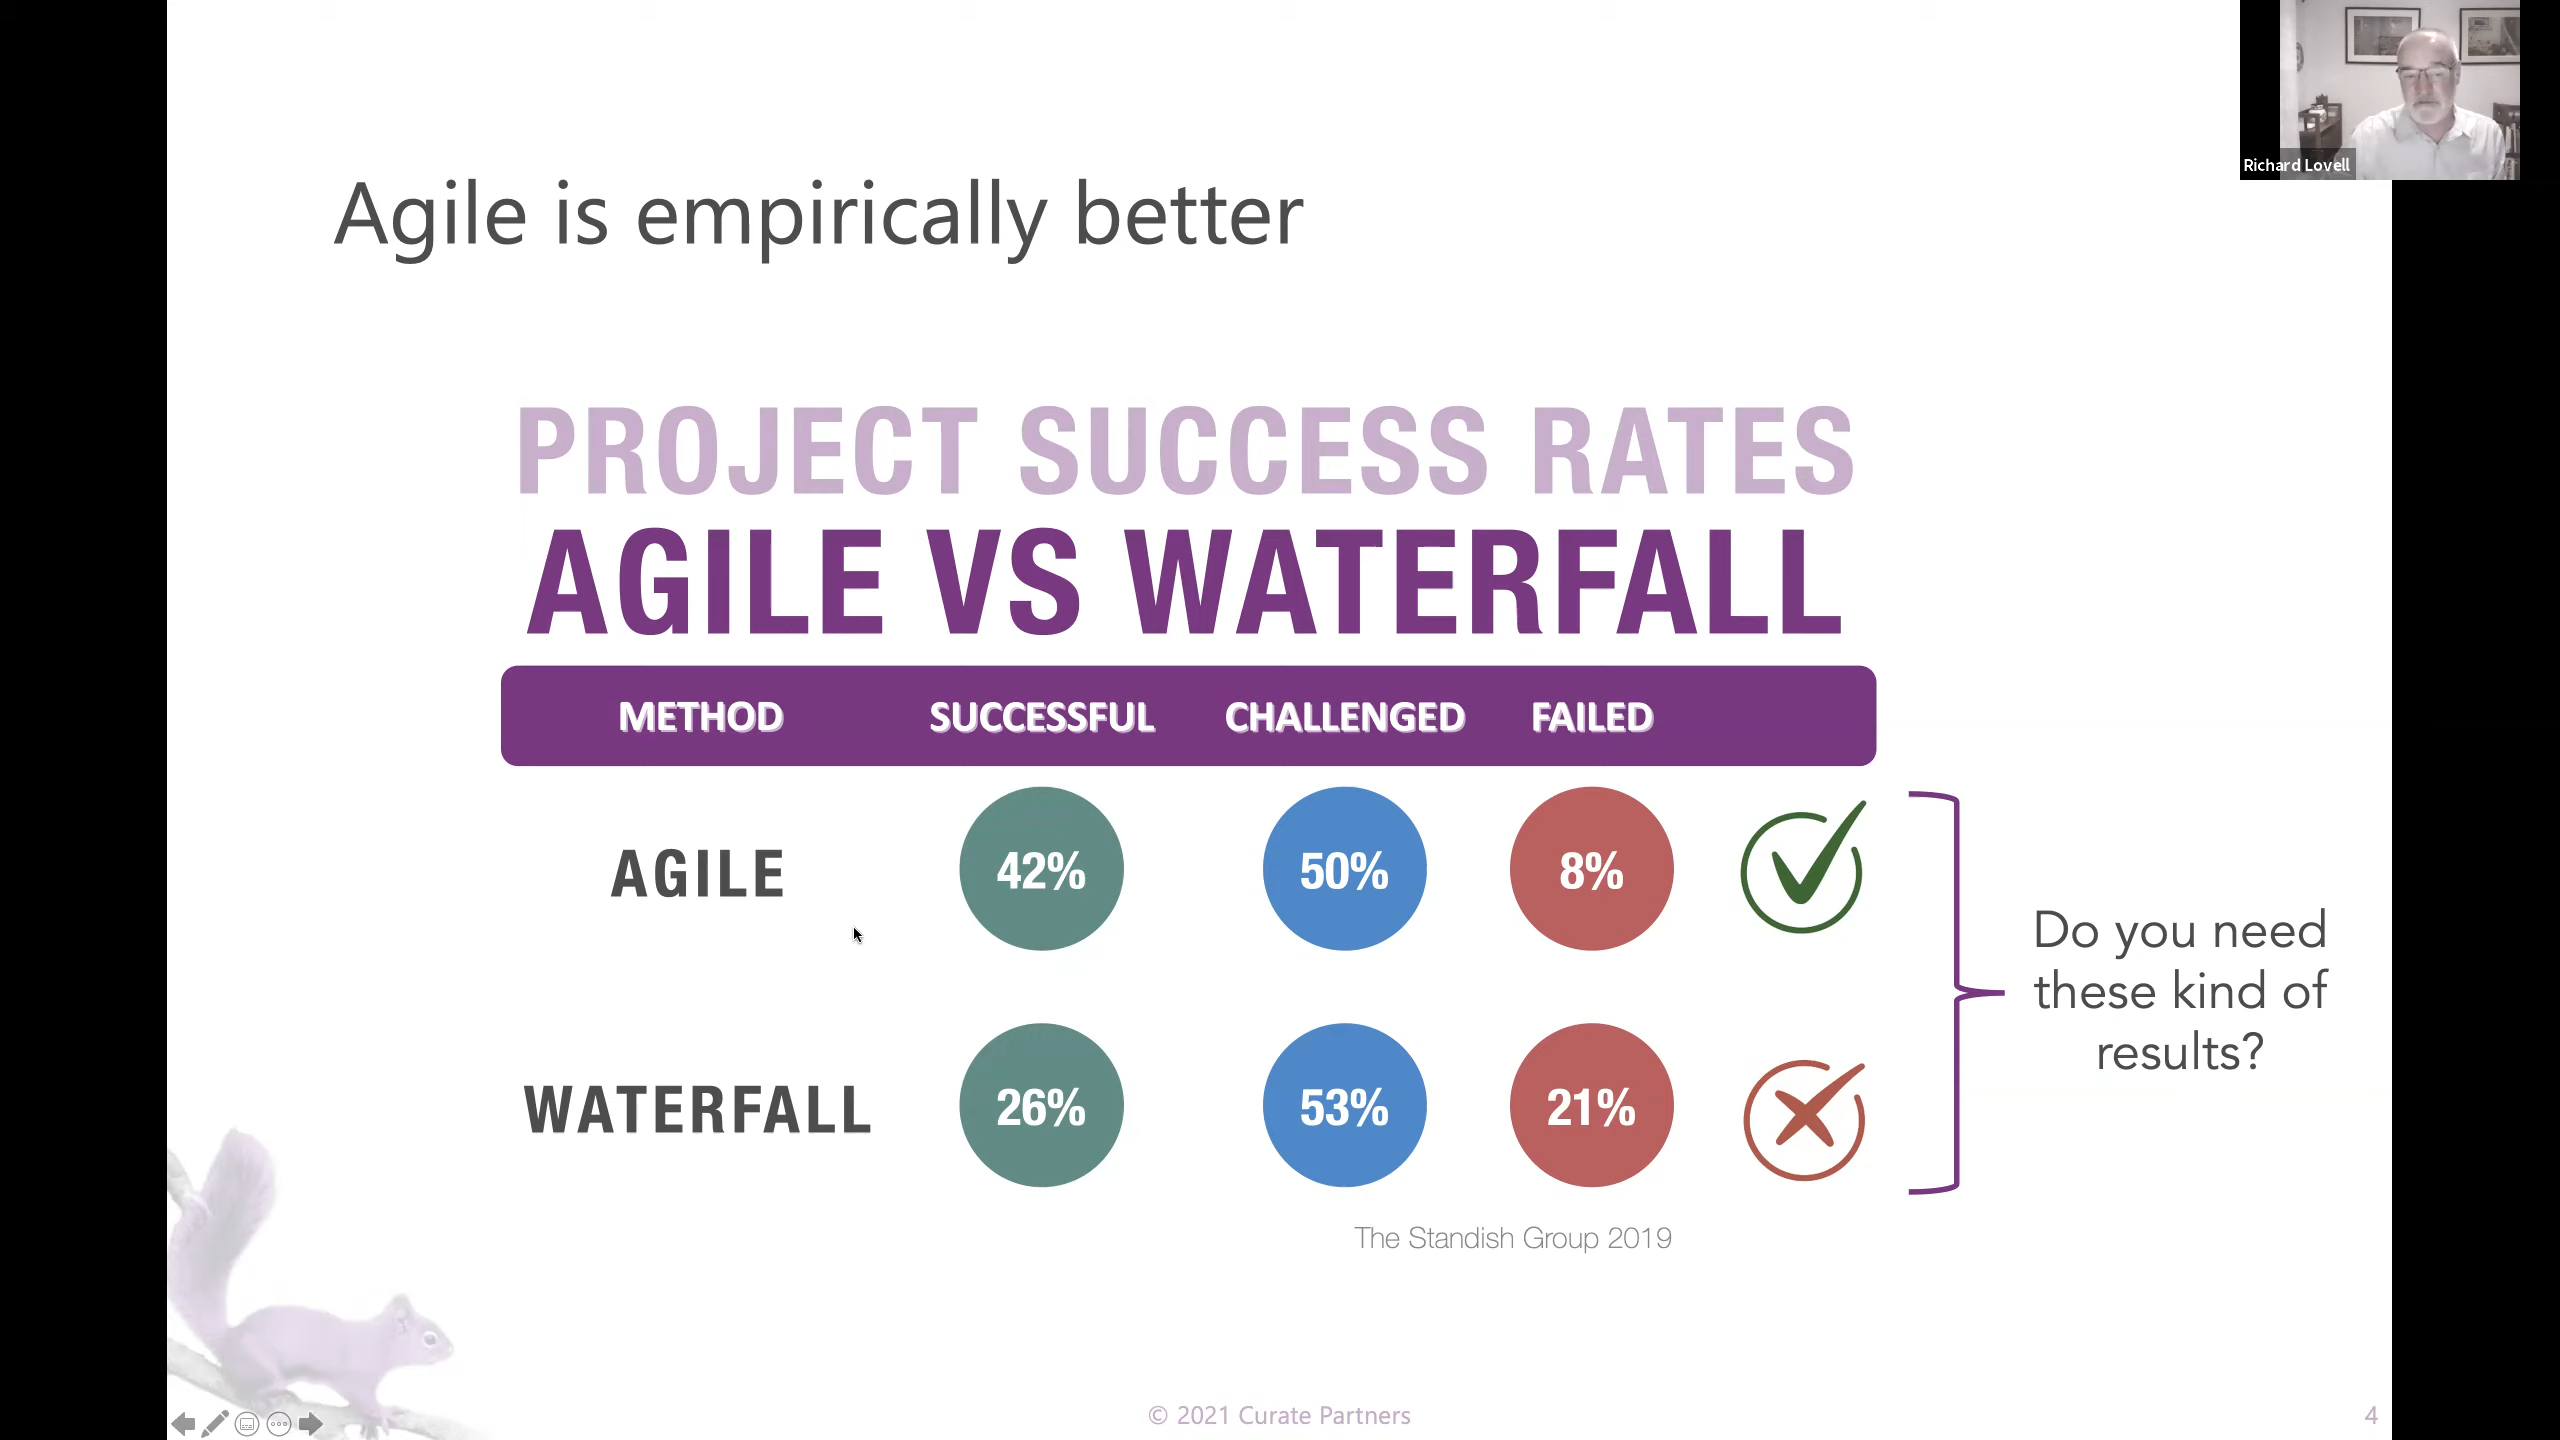 Richard Lovell
Agile is empirically better
PROJECT SUCCESS RATES
AGILE VS WATERFALL
METHOD SUCCESSFUL CHALLENGED FAILED
AGILE 42% 50% 8%
WATERFALL 26% 53% 21%
Do you need
these kind of
results?
The Standish Group 2019
© 2021 Curate Partners
4